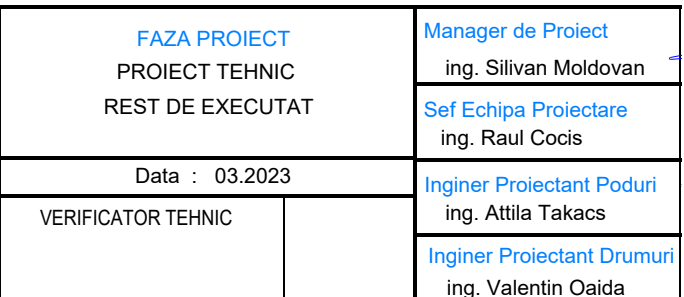 FAZA PROIECT
PROIECT TEHNIC
REST DE EXECUTAT
Data : 03.2023
VERIFICATOR TEHNIC
Manager de Proiect
ing. Silivan Moldovan
Sef Echipa Proiectare
ing. Raul Cocis
Inginer Proiectant Poduri
ing. Attila Takacs
Inginer Proiectant Drumuri
ing. Valentin Oaida